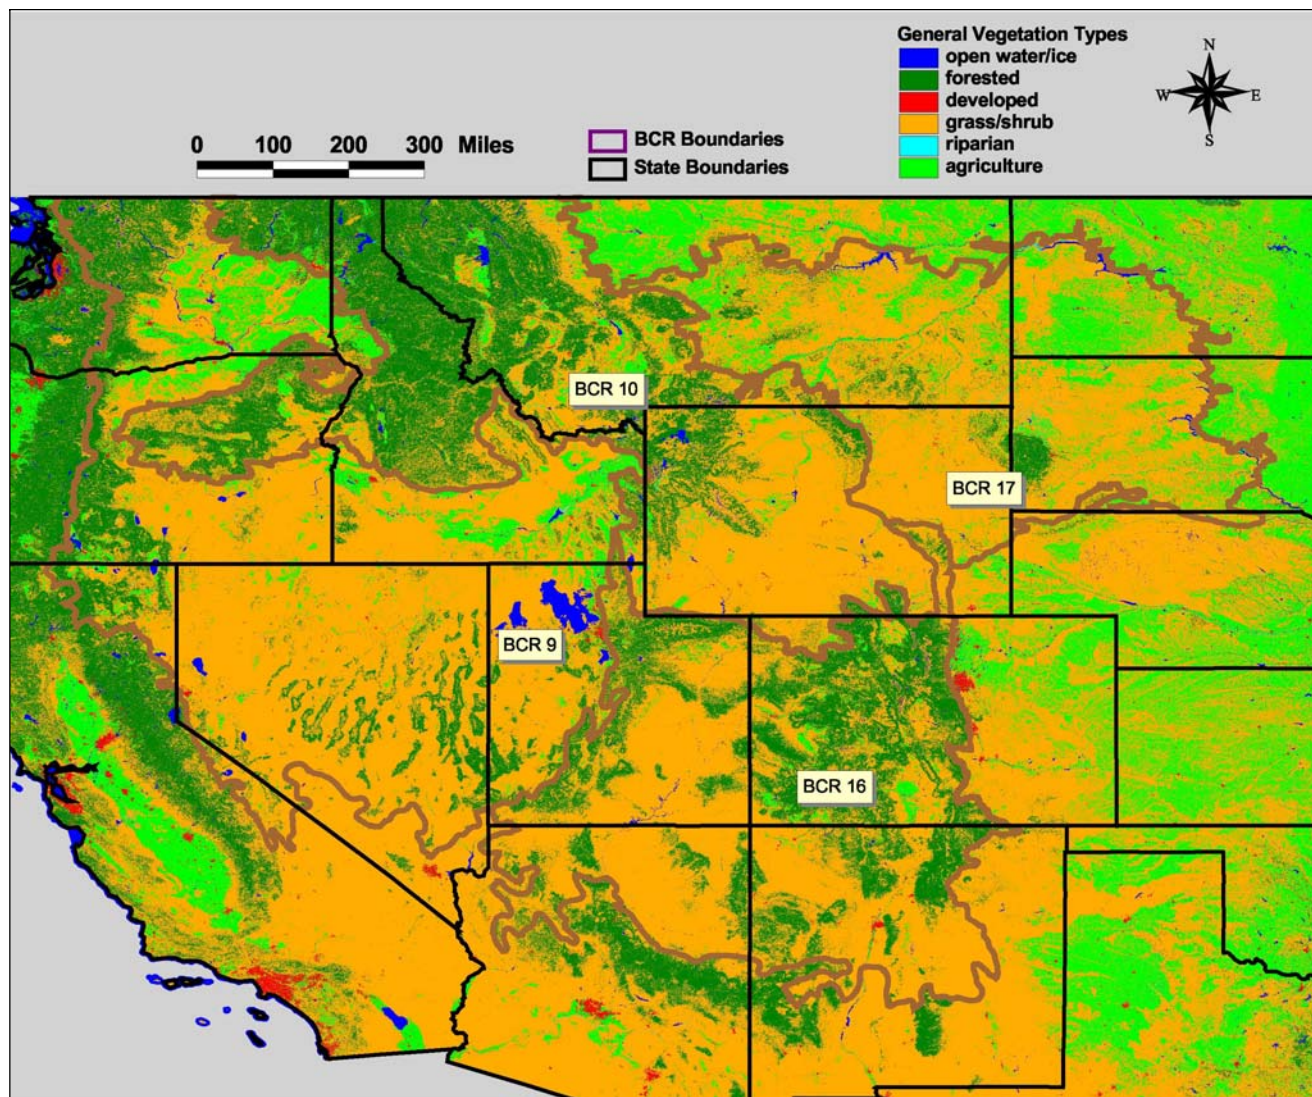 General Vegetation Types
open water/ice
forested
developed
grass/shrub
riparian
agriculture
N
W E
S
0 100 200 300 Miles
BCR Boundaries
State Boundaries
BCR 10
BCR 17
BCR 9
BCR 16